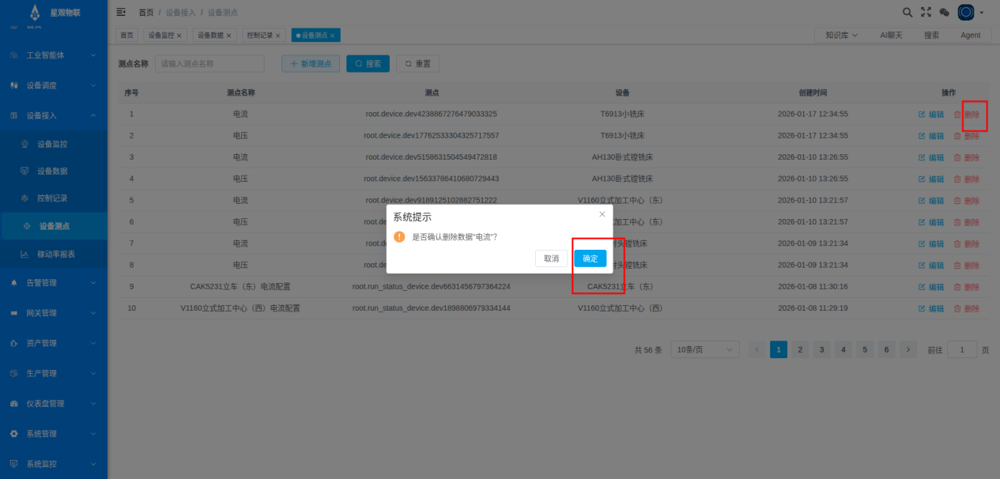 星观物联
首页 / 设备接入 / 设备测点
首页
设备监控 ×
设备数据 ×
控制记录 ×
设备测点 ×
知识库
AI聊天
搜索
Agent
工业智能体
设备调度
设备接入
设备监控
设备数据
控制记录
设备测点
稼动率报表
告警管理
网关管理
资产管理
生产管理
仪表盘管理
系统管理
系统监控
测点名称 请输入测点名称 + 新增测点 搜索 重置
序号 测点名称 测点 设备 创建时间 操作
1 电流 root.device.dev4238867276479033325 T6913小铣床 2026-01-17 12:34:55 编辑 删除
2 电压 root.device.dev17762533304325717557 T6913小铣床 2026-01-17 12:34:55 编辑 删除
3 电流 root.device.dev5158631504549472818 AH130卧式镗铣床 2026-01-10 13:26:55 编辑 删除
4 电压 root.device.dev15633786410680729443 AH130卧式镗铣床 2026-01-10 13:26:55 编辑 删除
5 电流 root.device.dev9189125102882751222 V1160立式加工中心（东） 2026-01-10 13:21:57 编辑 删除
6 电压 root.de 加工中心（东） 2026-01-10 13:21:57 编辑 删除
7 电流 root.d 头镗铣床 2026-01-09 13:21:34 编辑 删除
8 电压 root.de 头镗铣床 2026-01-09 13:21:34 编辑 删除
9 CAK5231立车（东）电流配置 root.run_status_device.dev6631456797364224 CAK5231立车（东） 2026-01-08 11:30:16 编辑 删除
10 V1160立式加工中心（西）电流配置 root.run_status_device.dev1898806979334144 V1160立式加工中心（西） 2026-01-08 11:29:19 编辑 删除
系统提示 ×
是否确认删除数据"电流"？
取消 确定
共 56 条 10条/页 1 2 3 4 5 6 前往 1 页